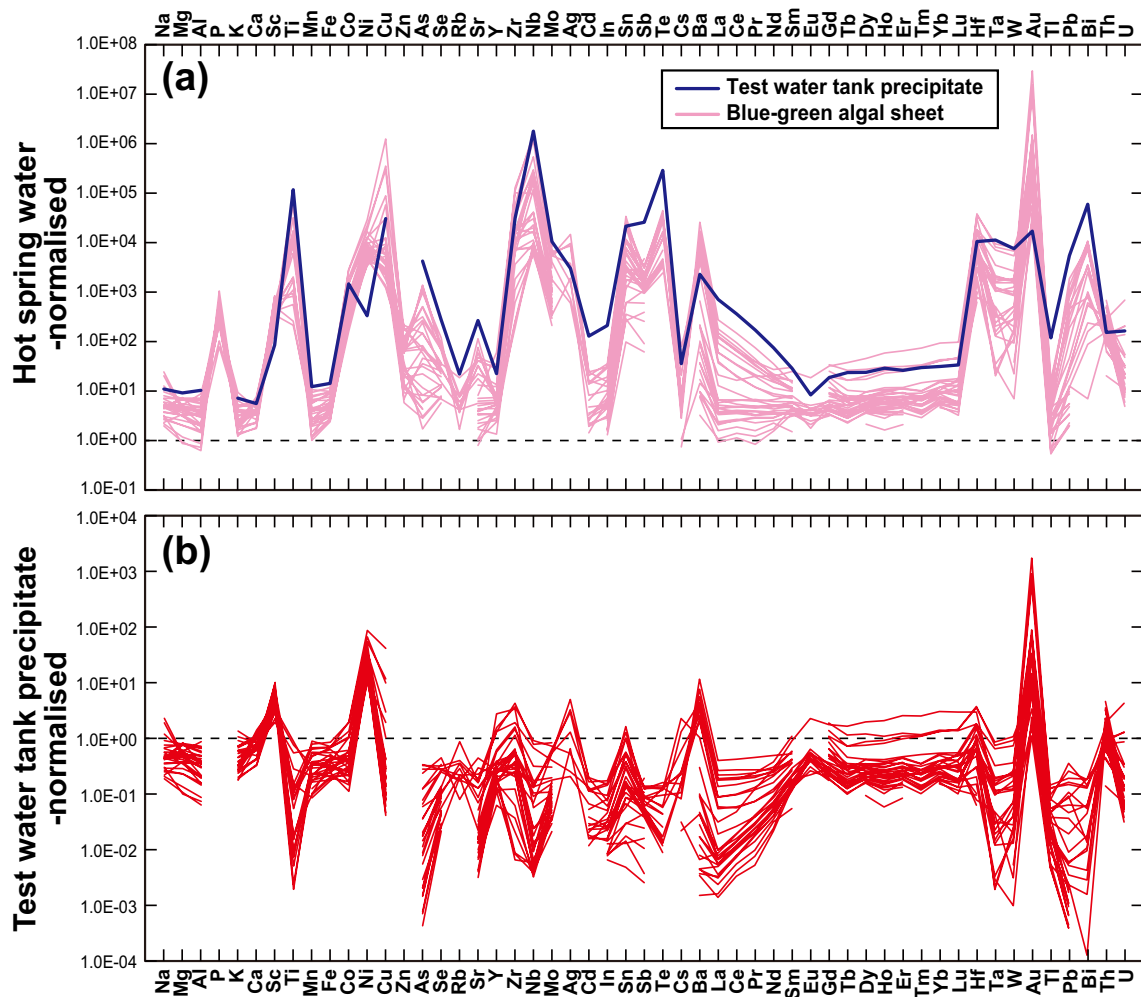 Na Mg Al P K Ca Sc Ti Mn Fe Co Ni Cu Zn As Se Rb Sr Y Zr Nb Mo Ag Cd In Sn Sb Te Cs Ba La Ce Pr Nd Sm Eu Gd Tb Dy Ho Er Tm Yb Lu Hf Ta W Au Tl Pb Bi Th U
1.0E+08
(a)
Test water tank precipitate
Blue-green algal sheet
1.0E+07
1.0E+06
1.0E+05
1.0E+04
1.0E+03
1.0E+02
1.0E+01
1.0E+00
1.0E-01
Hot spring water
-normalised
1.0E+04
(b)
1.0E+03
1.0E+02
1.0E+01
1.0E+00
1.0E-01
1.0E-02
1.0E-03
1.0E-04
Test water tank precipitate
-normalised
Na Mg Al P K Ca Sc Ti Mn Fe Co Ni Cu Zn As Se Rb Sr Y Zr Nb Mo Ag Cd In Sn Sb Te Cs Ba La Ce Pr Nd Sm Eu Gd Tb Dy Ho Er Tm Yb Lu Hf Ta W Au Tl Pb Bi Th U